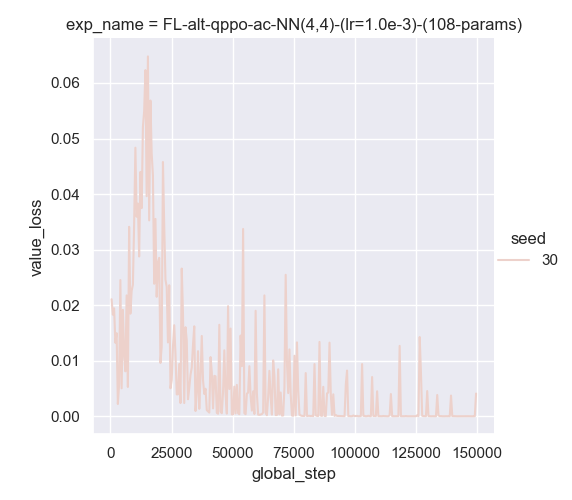 exp_name = FL-alt-qppo-ac-NN(4,4)-(lr=1.0e-3)-(108-params)
0.06
0.05
0.04
0.03
0.02
0.01
0.00
value_loss
0 25000 50000 75000 100000 125000 150000
global_step
seed
30